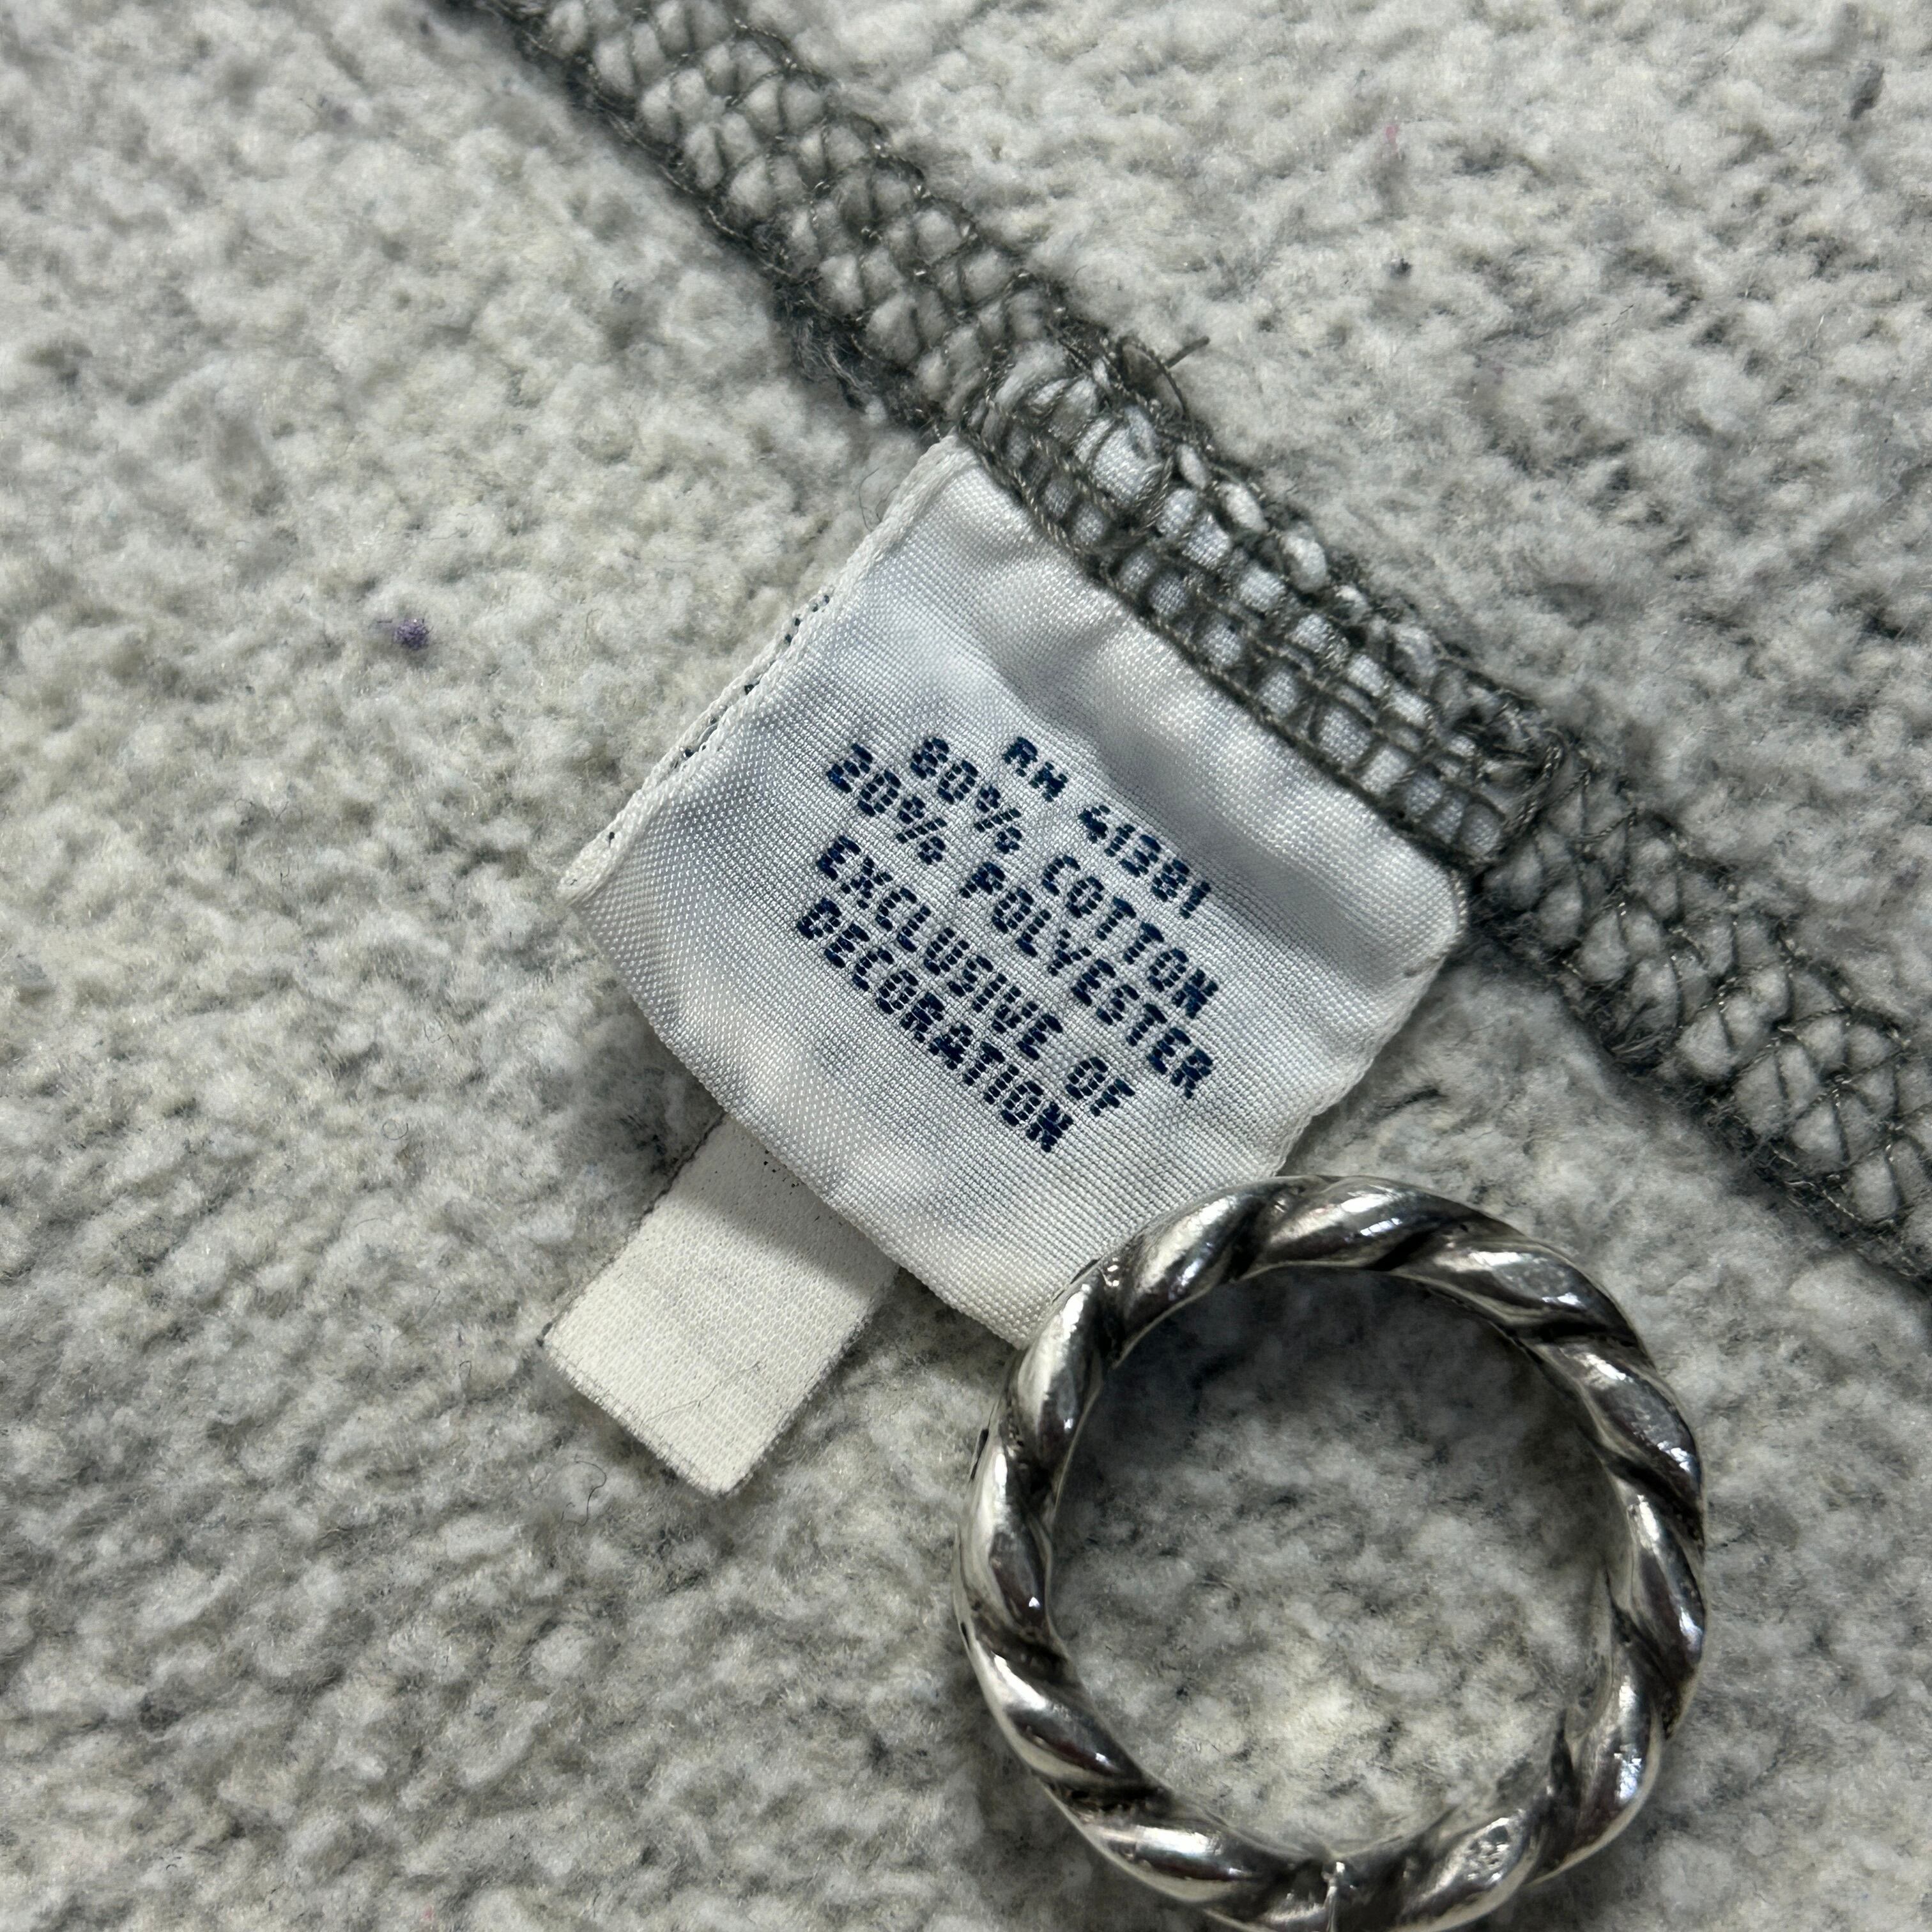 RN 41381
80% COTTON
20% POLYESTER
EXCLUSIVE OF
DECORATION